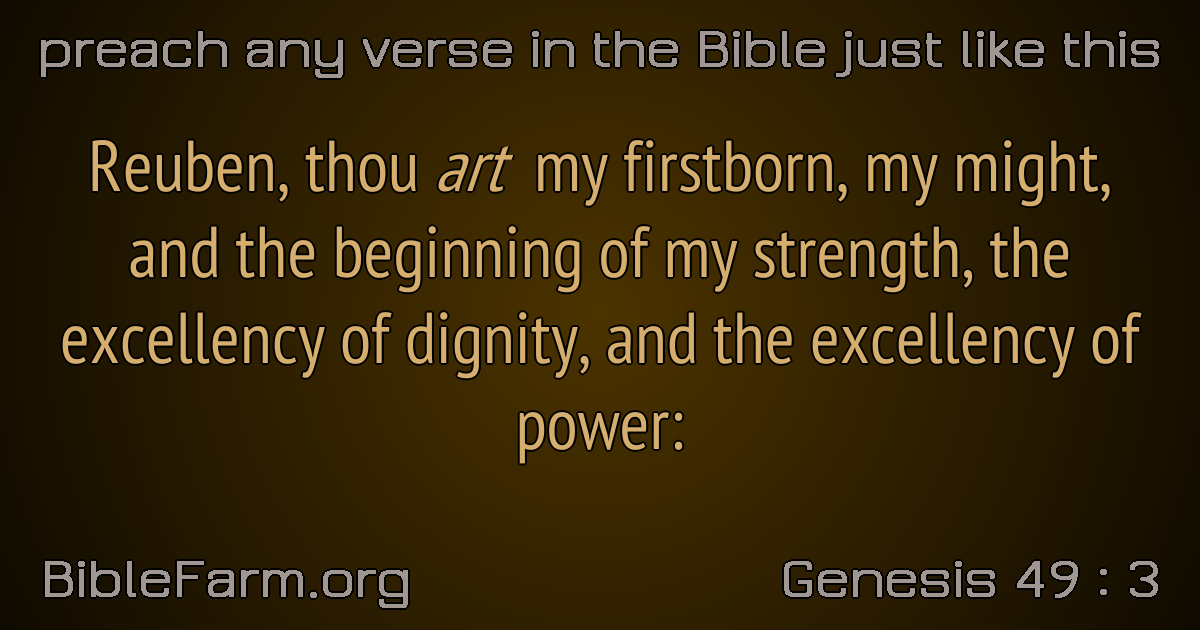 preach any verse in the Bible just like this
Reuben, thou art my firstborn, my might,
and the beginning of my strength, the
excellency of dignity, and the excellency of
power:
BibleFarm.org
Genesis 49 : 3